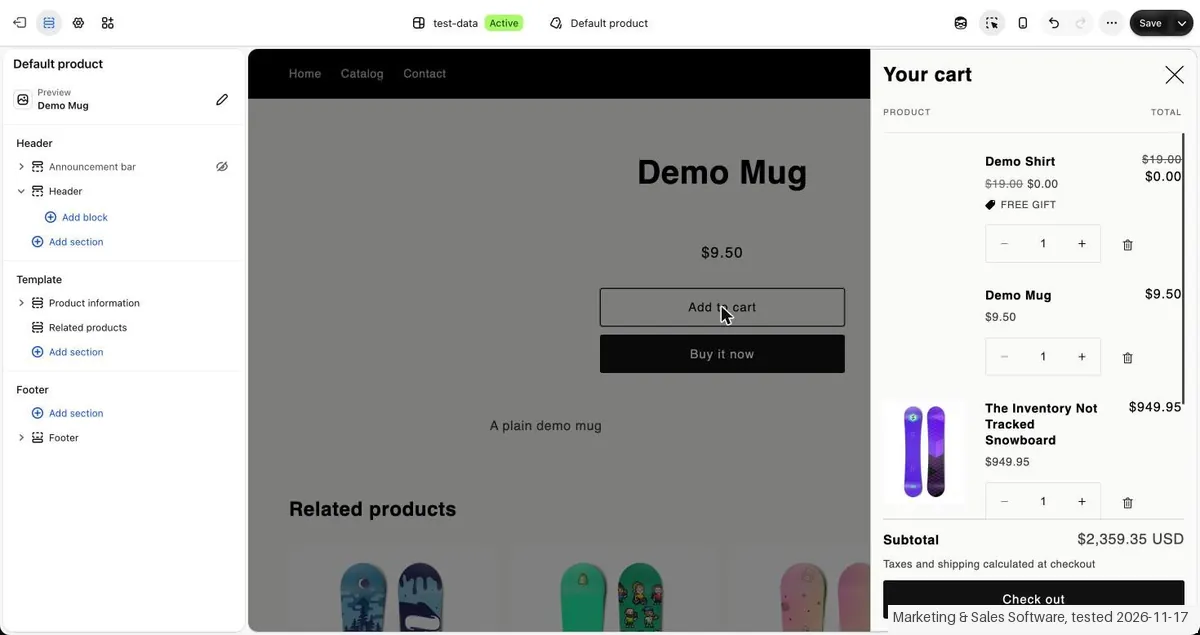 test-data Active
Default product
Save
Default product
Preview
Demo Mug
Header
Announcement bar
Header
Add block
Add section
Template
Product information
Related products
Add section
Footer
Add section
Footer
Home Catalog Contact
Demo Mug
$9.50
Add to cart
Buy it now
A plain demo mug
Related products
Your cart
PRODUCT TOTAL
Demo Shirt $19.00
$0.00
$19.00 $0.00
FREE GIFT
− 1 +
Demo Mug $9.50
$9.50
− 1 +
The Inventory Not $949.95
Tracked
Snowboard
$949.95
− 1 +
Subtotal $2,359.35 USD
Taxes and shipping calculated at checkout
Check out
Marketing & Sales Software, tested 2026-11-17